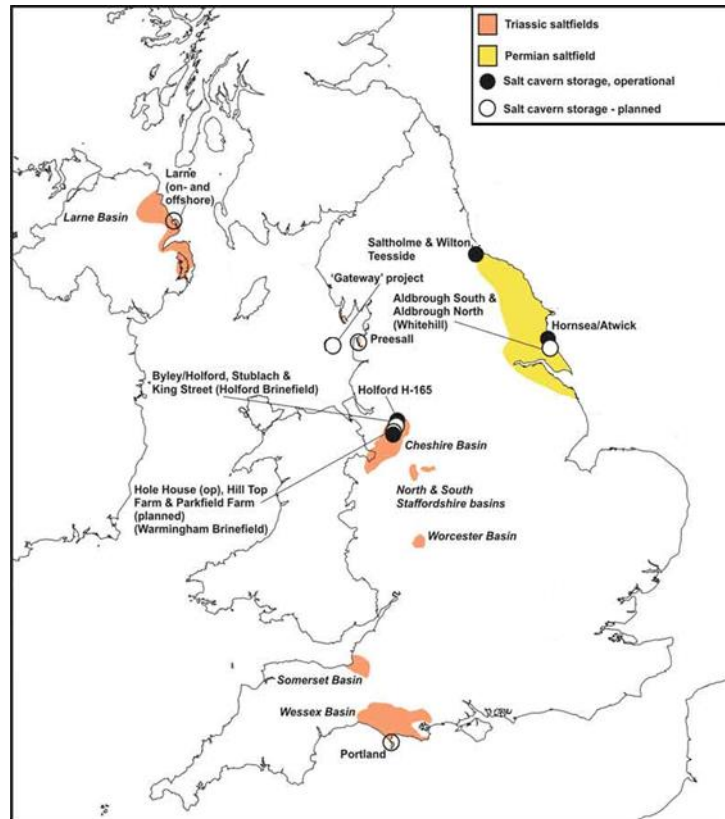 Triassic saltfields
Permian saltfield
Salt cavern storage, operational
Salt cavern storage - planned
Larne
(on- and
offshore)
Larne Basin
Saltholme & Wilton,
Teesside
'Gateway' project
Aldbrough South &
Aldbrough North
(Whitehill)
Hornsea/Atwick
Preesall
Byley/Holford, Stublach &
King Street (Holford Brinefield)
Holford H-165
Cheshire Basin
Hole House (op), Hill Top
Farm & Parkfield Farm
(planned)
(Warmingham Brinefield)
North & South
Staffordshire basins
Worcester Basin
Somerset Basin
Wessex Basin
Portland